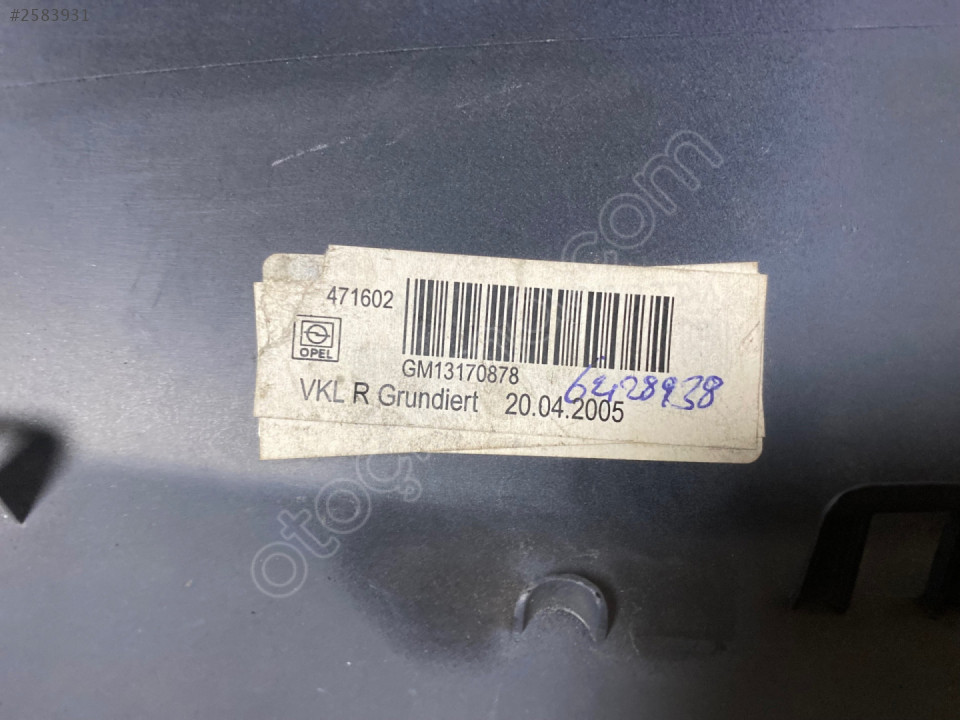 #2583931
471602
OPEL
GM13170878
6428938
VKL R Grundiert 20.04.2005